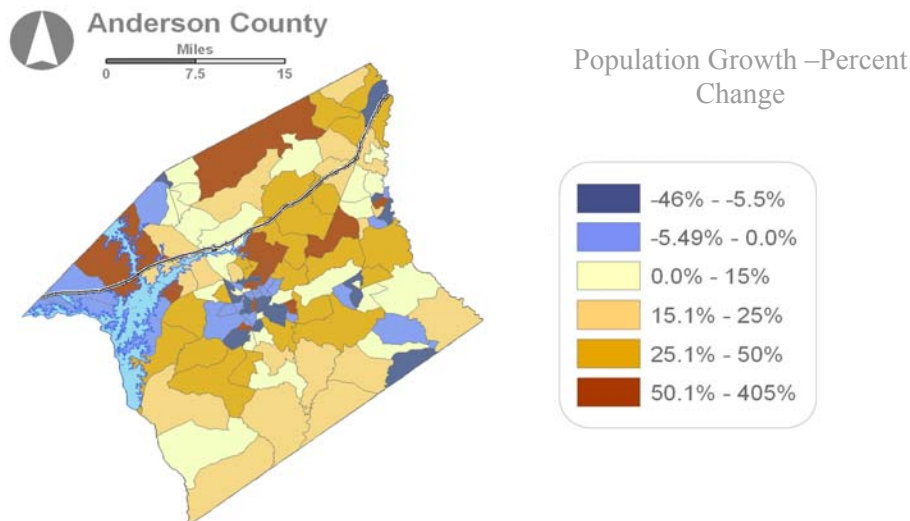 Anderson County
Miles
0 7.5 15
Population Growth –Percent
Change
-46% - -5.5%
-5.49% - 0.0%
0.0% - 15%
15.1% - 25%
25.1% - 50%
50.1% - 405%